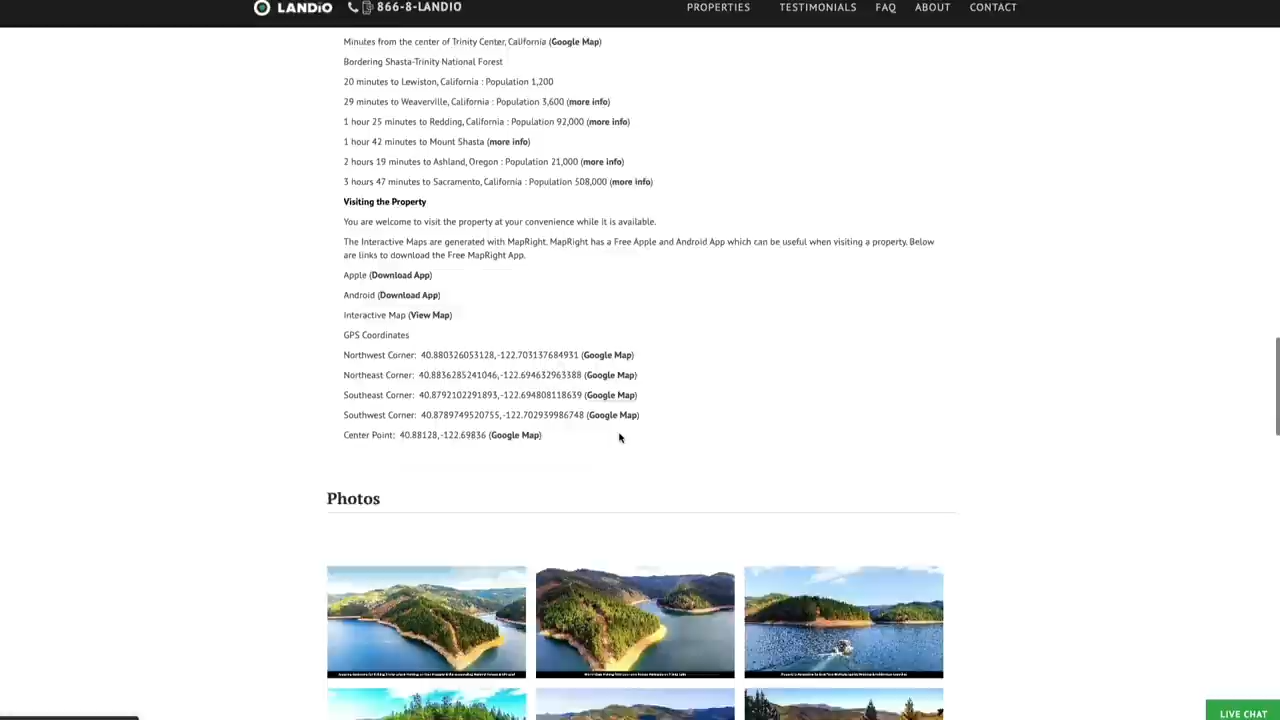 LANDiO
866-8-LANDIO
PROPERTIES
TESTIMONIALS
FAQ
ABOUT
CONTACT
Minutes from the center of Trinity Center, California (Google Map)
Bordering Shasta-Trinity National Forest
20 minutes to Lewiston, California : Population 1,200
29 minutes to Weaverville, California : Population 3,600 (more info)
1 hour 25 minutes to Redding, California : Population 92,000 (more info)
1 hour 42 minutes to Mount Shasta (more info)
2 hours 19 minutes to Ashland, Oregon : Population 21,000 (more info)
3 hours 47 minutes to Sacramento, California : Population 508,000 (more info)
Visiting the Property
You are welcome to visit the property at your convenience while it is available.
The Interactive Maps are generated with MapRight. MapRight has a Free Apple and Android App which can be useful when visiting a property. Below
are links to download the Free MapRight App.
Apple (Download App)
Android (Download App)
Interactive Map (View Map)
GPS Coordinates
Northwest Corner: 40.880326053128,-122.703137684931 (Google Map)
Northeast Corner: 40.8836285241046,-122.694632963388 (Google Map)
Southeast Corner: 40.8792102291893,-122.694808118639 (Google Map)
Southwest Corner: 40.8789749520755,-122.702939986748 (Google Map)
Center Point: 40.88128,-122.69836 (Google Map)
Photos
LIVE CHAT